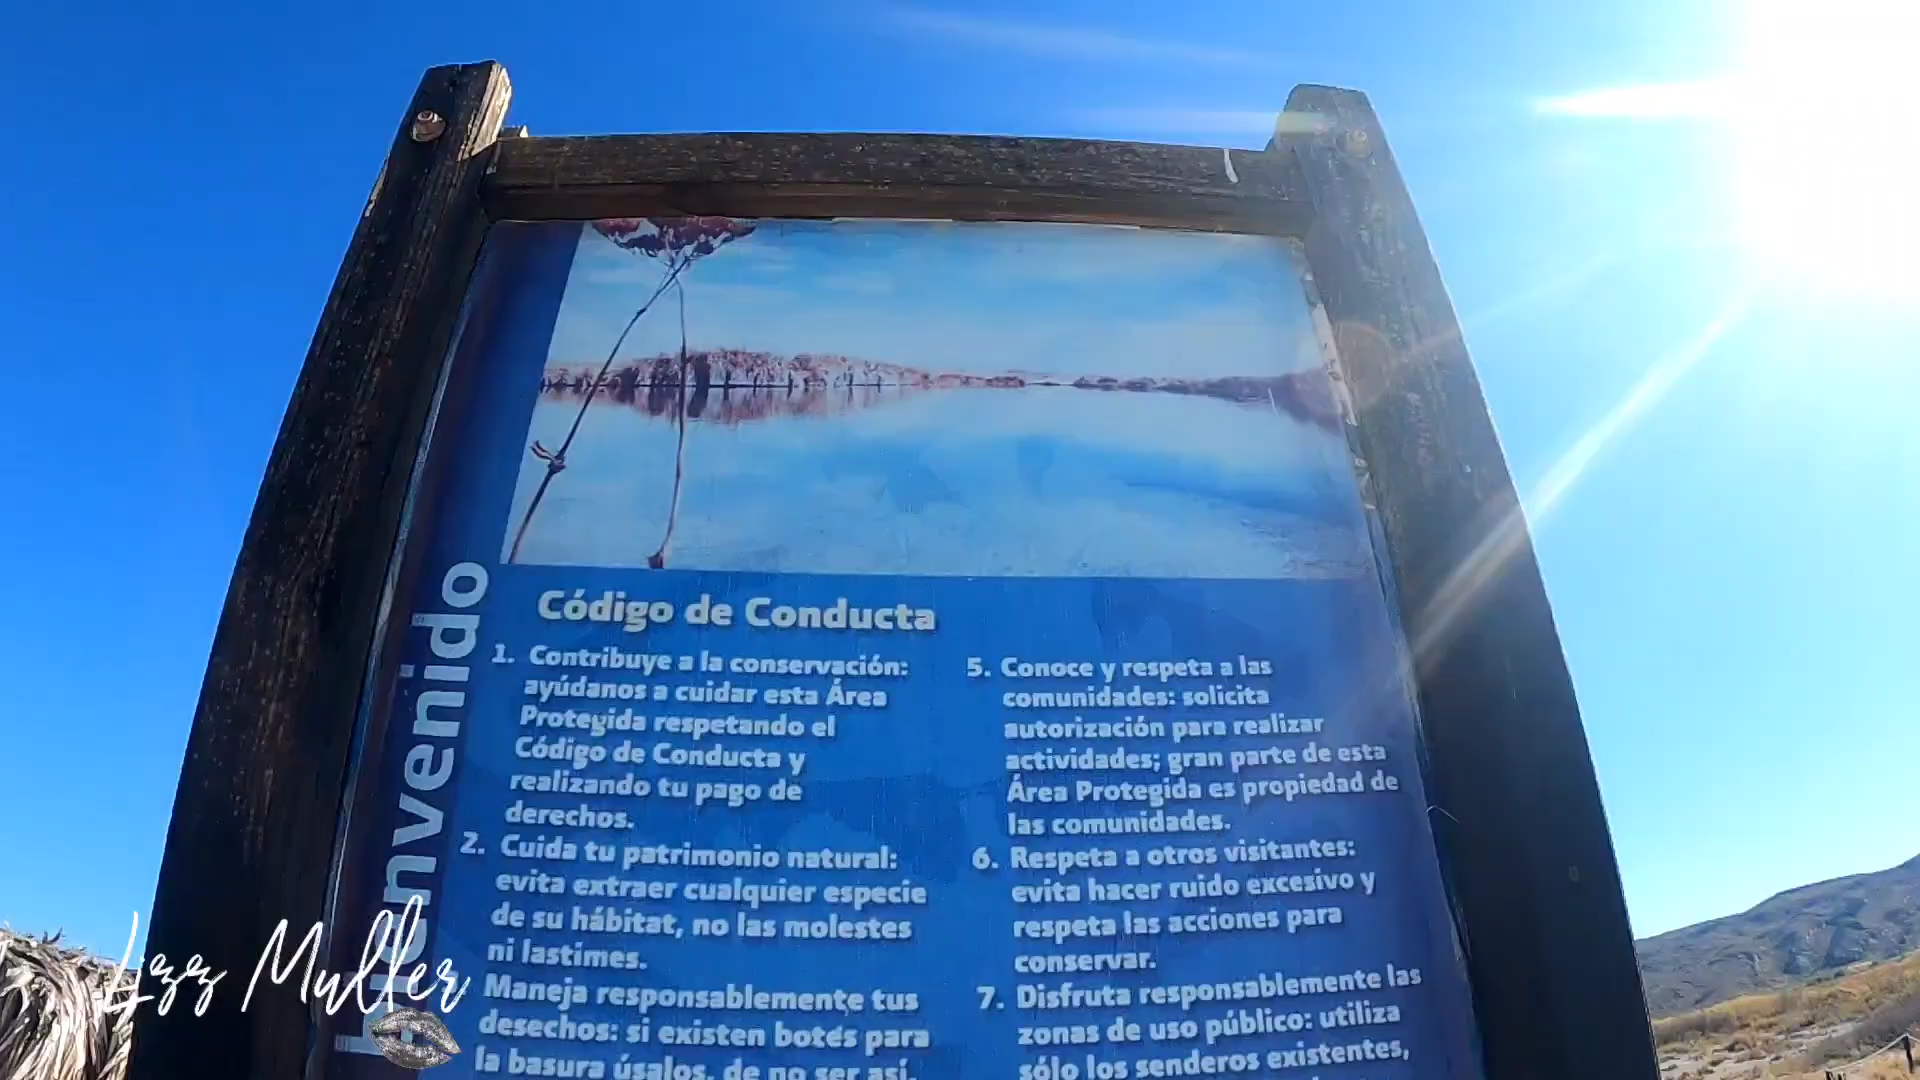 Código de Conducta
1. Contribuye a la conservación:
ayúdanos a cuidar esta Área
Protegida respetando el
Código de Conducta y
realizando tu pago de
derechos.
2. Cuida tu patrimonio natural:
evita extraer cualquier especie
de su hábitat, no las molestes
ni lastimes.
Maneja responsablemente tus
desechos: si existen botes para
la basura úsalos, de no ser así,
5. Conoce y respeta a las
comunidades: solicita
autorización para realizar
actividades; gran parte de esta
Área Protegida es propiedad de
las comunidades.
6. Respeta a otros visitantes:
evita hacer ruido excesivo y
respeta las acciones para
conservar.
7. Disfruta responsablemente las
zonas de uso público: utiliza
sólo los senderos existentes,
bienvenido
Lizz Muller